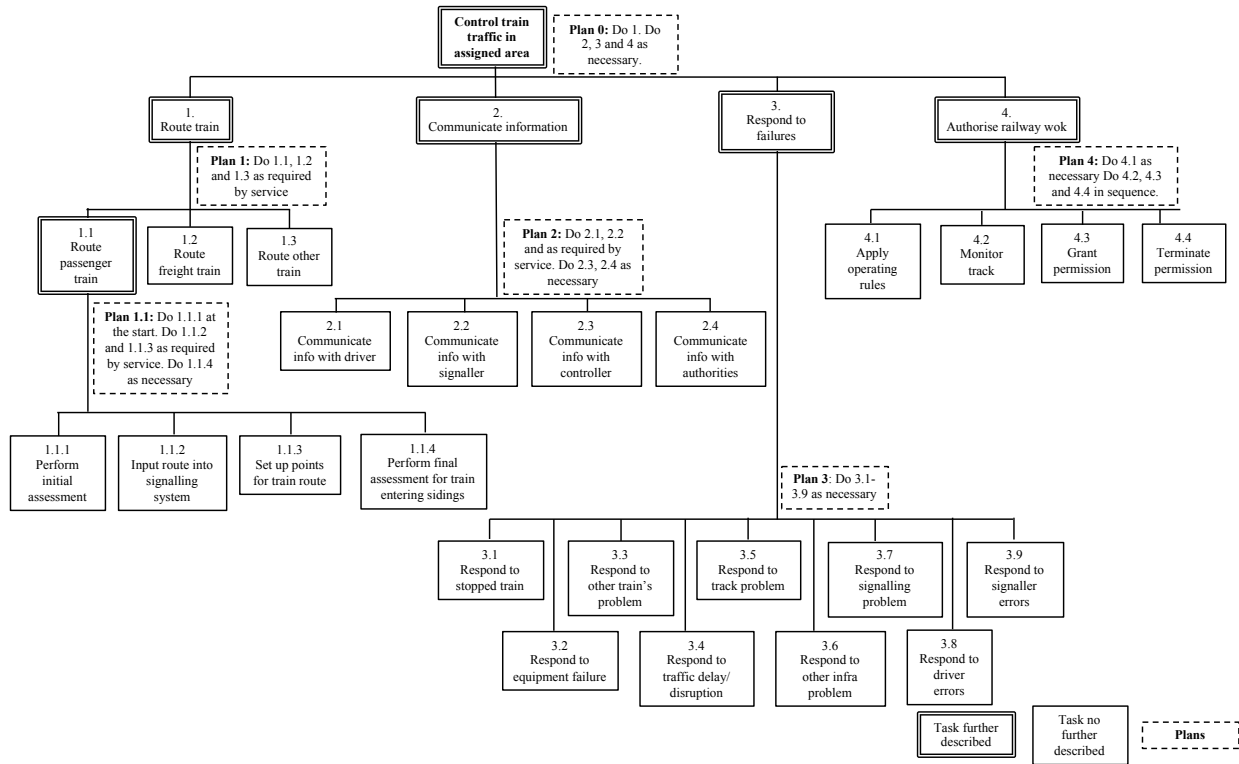 Control train
traffic in
assigned area
Plan 0: Do 1. Do
2, 3 and 4 as
necessary.
1.
Route train
2.
Communicate information
3.
Respond to
failures
4.
Authorise railway wok
Plan 1: Do 1.1, 1.2
and 1.3 as required
by service
Plan 4: Do 4.1 as
necessary Do 4.2, 4.3
and 4.4 in sequence.
1.1
Route
passenger
train
1.2
Route
freight train
1.3
Route other
train
Plan 2: Do 2.1, 2.2
and as required by
service. Do 2.3, 2.4 as
necessary
4.1
Apply
operating
rules
4.2
Monitor
track
4.3
Grant
permission
4.4
Terminate
permission
Plan 1.1: Do 1.1.1 at
the start. Do 1.1.2
and 1.1.3 as required
by service. Do 1.1.4
as necessary
2.1
Communicate
info with driver
2.2
Communicate
info with
signaller
2.3
Communicate
info with
controller
2.4
Communicate
info with
authorities
1.1.1
Perform
initial
assessment
1.1.2
Input route into
signalling
system
1.1.3
Set up points
for train route
1.1.4
Perform final
assessment for train
entering sidings
Plan 3: Do 3.1-
3.9 as necessary
3.1
Respond to
stopped train
3.3
Respond to
other train’s
problem
3.5
Respond to
track problem
3.7
Respond to
signalling
problem
3.9
Respond to
signaller
errors
3.2
Respond to
equipment failure
3.4
Respond to
traffic delay/
disruption
3.6
Respond to
other infra
problem
3.8
Respond to
driver
errors
Task further
described
Task no
further
described
Plans